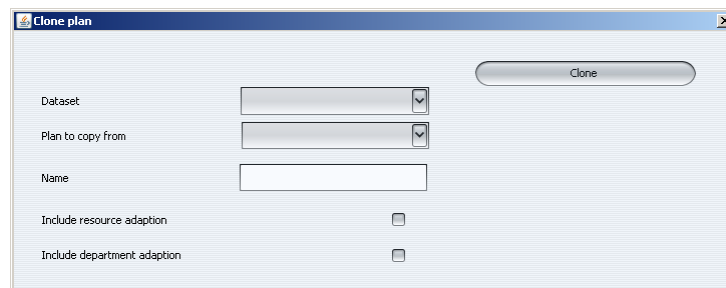 Clone plan
Clone
Dataset
Plan to copy from
Name
Include resource adaption
Include department adaption